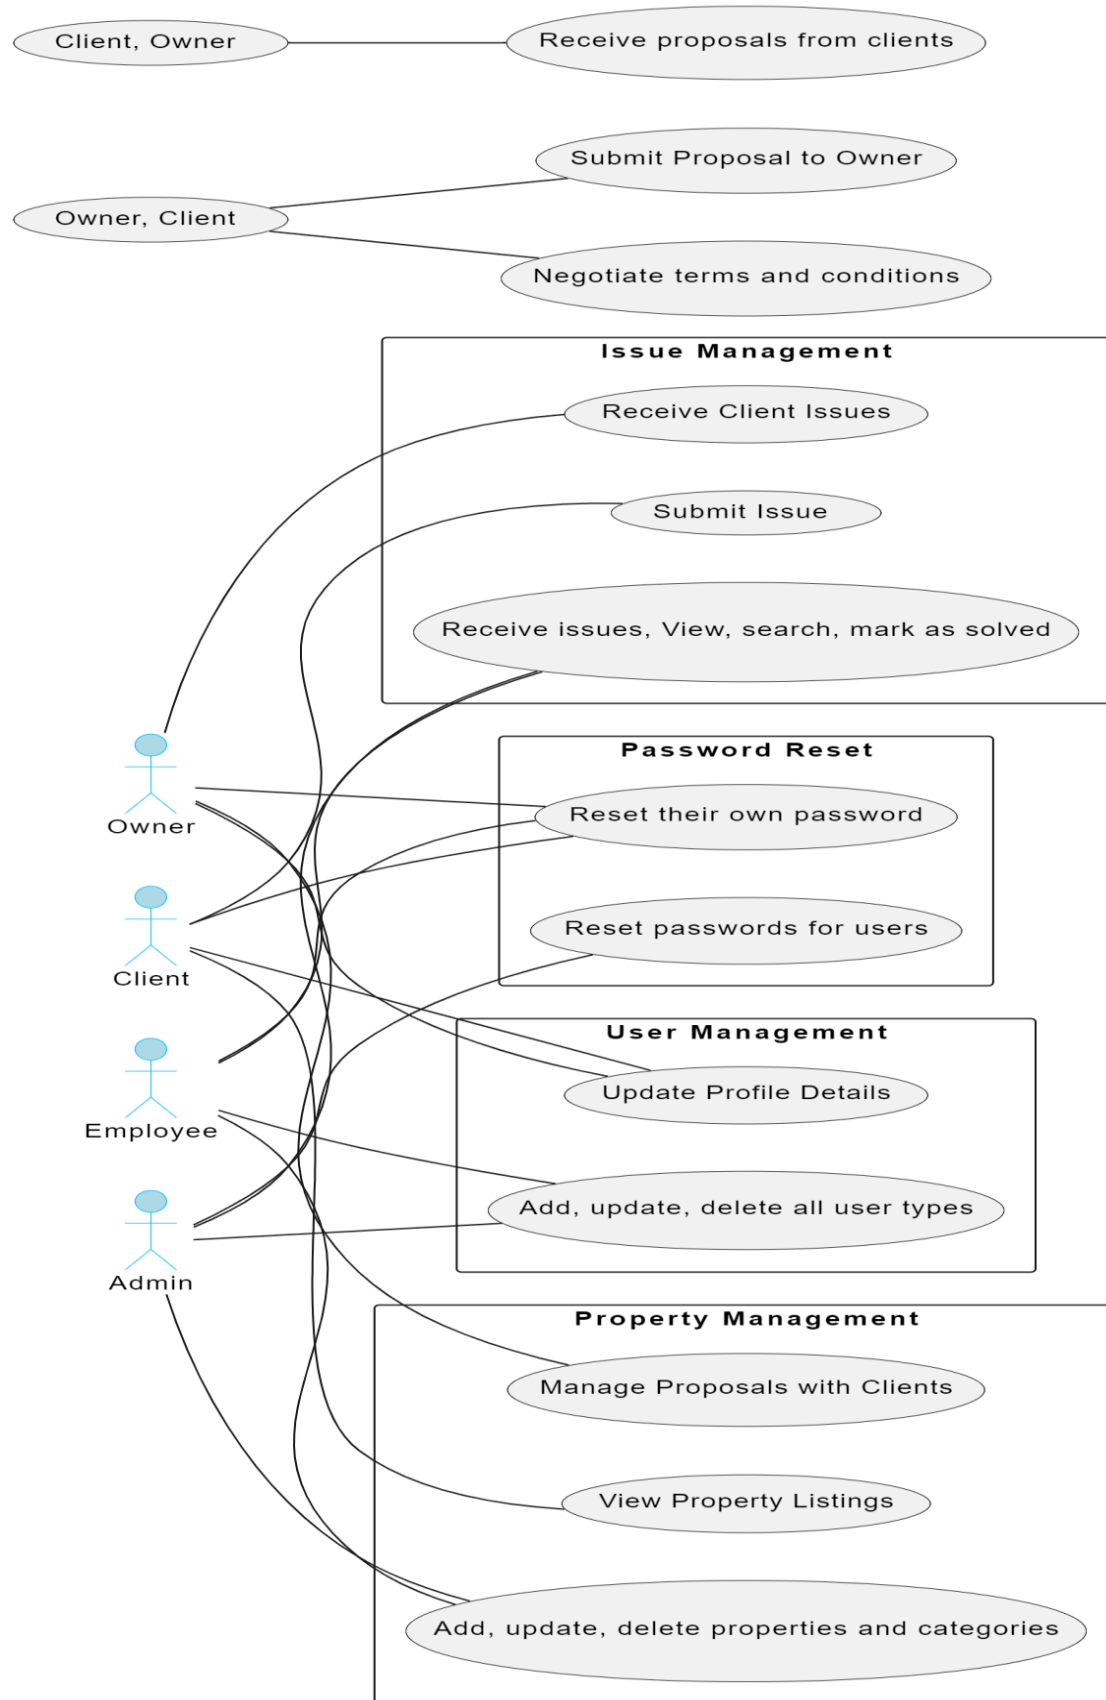 Client, Owner
Receive proposals from clients
Submit Proposal to Owner
Owner, Client
Negotiate terms and conditions
Issue Management
Receive Client Issues
Submit Issue
Receive issues, View, search, mark as solved
Owner
Password Reset
Reset their own password
Client
Reset passwords for users
Employee
User Management
Update Profile Details
Add, update, delete all user types
Admin
Property Management
Manage Proposals with Clients
View Property Listings
Add, update, delete properties and categories